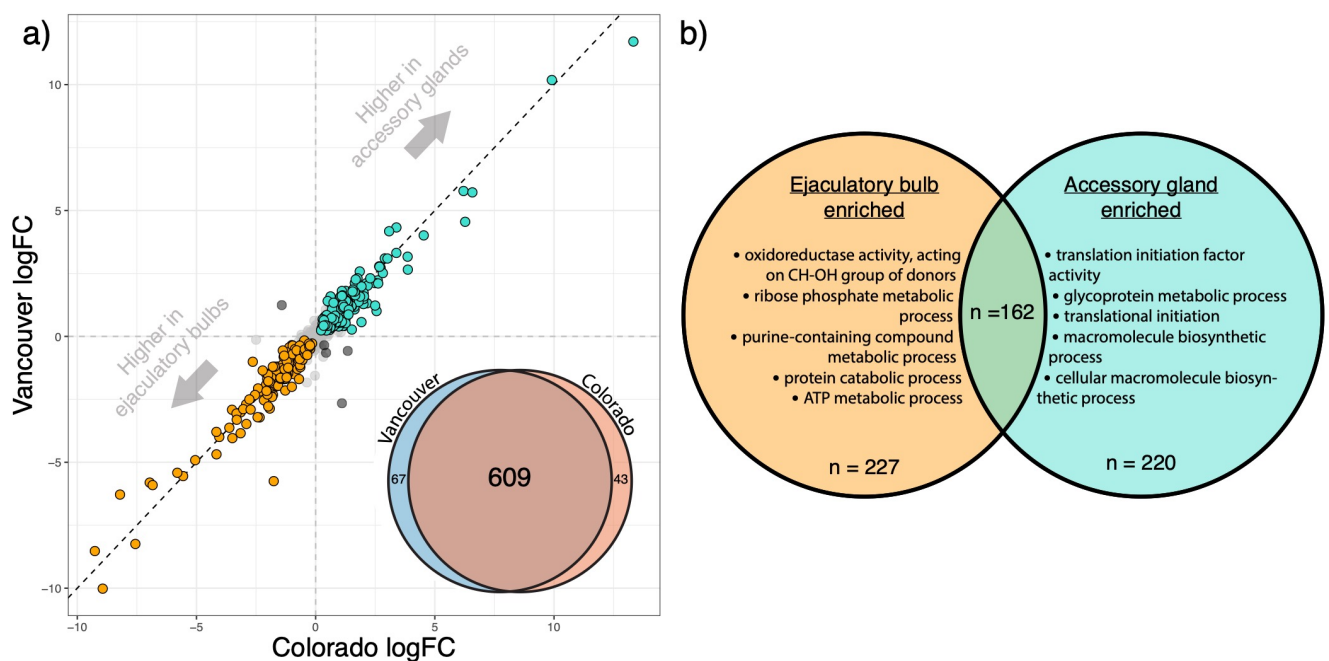 a)
Higher in
accessory glands
Higher in
ejaculatory bulbs
Vancouver logFC
10
5
0
−5
−10
−10
−5
0
5
10
Colorado logFC
Vancouver
Colorado
67
609
43
b)
Ejaculatory bulb
enriched
• oxidoreductase activity, acting
on CH-OH group of donors
• ribose phosphate metabolic
process
• purine-containing compound
metabolic process
• protein catabolic process
• ATP metabolic process
n = 227
n =162
Accessory gland
enriched
• translation initiation factor
activity
• glycoprotein metabolic process
• translational initiation
• macromolecule biosynthetic
process
• cellular macromolecule biosyn-
thetic process
n = 220